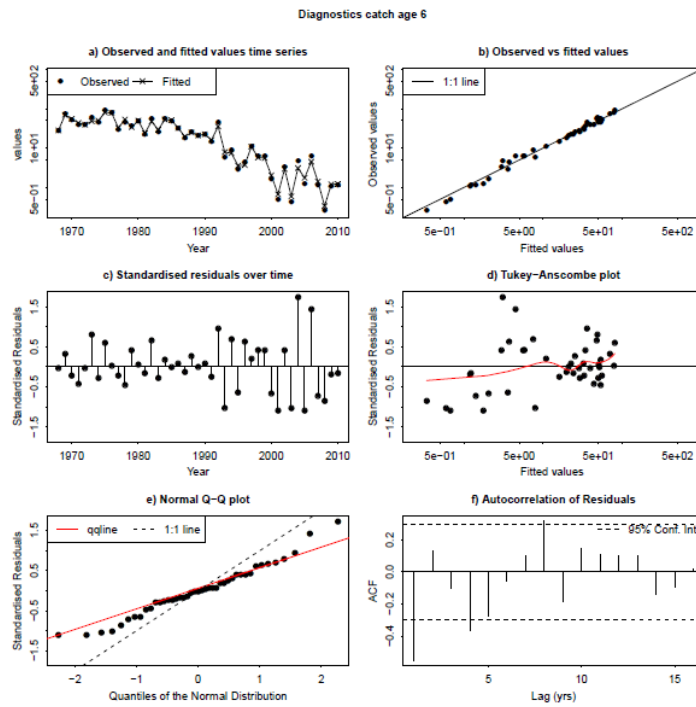 Diagnostics catch age 6
a) Observed and fitted values time series
values
5e-01 5e-01 1e+01 5e+02
Observed Fitted
1970 1980 1990 2000 2010
Year
b) Observed vs fitted values
Observed values
5e-01 5e-01 1e+01 5e+02
1:1 line
5e-01 5e+00 5e+01 5e+02
Fitted values
c) Standardised residuals over time
Standardised Residuals
-1.5 -0.5 0.5 1.5
1970 1980 1990 2000 2010
Year
d) Tukey-Anscombe plot
Standardised Residuals
-1.5 -0.5 0.5 1.5
5e-01 5e+00 5e+01 5e+02
Fitted values
e) Normal Q-Q plot
Standardised Residuals
-1.5 -0.5 0.5 1.5
qqline 1:1 line
-2 -1 0 1 2
Quantiles of the Normal Distribution
f) Autocorrelation of Residuals
ACF
-0.4 -0.2 0.0 0.2
95% Conf. Int
5 10 15
Lag (yrs)